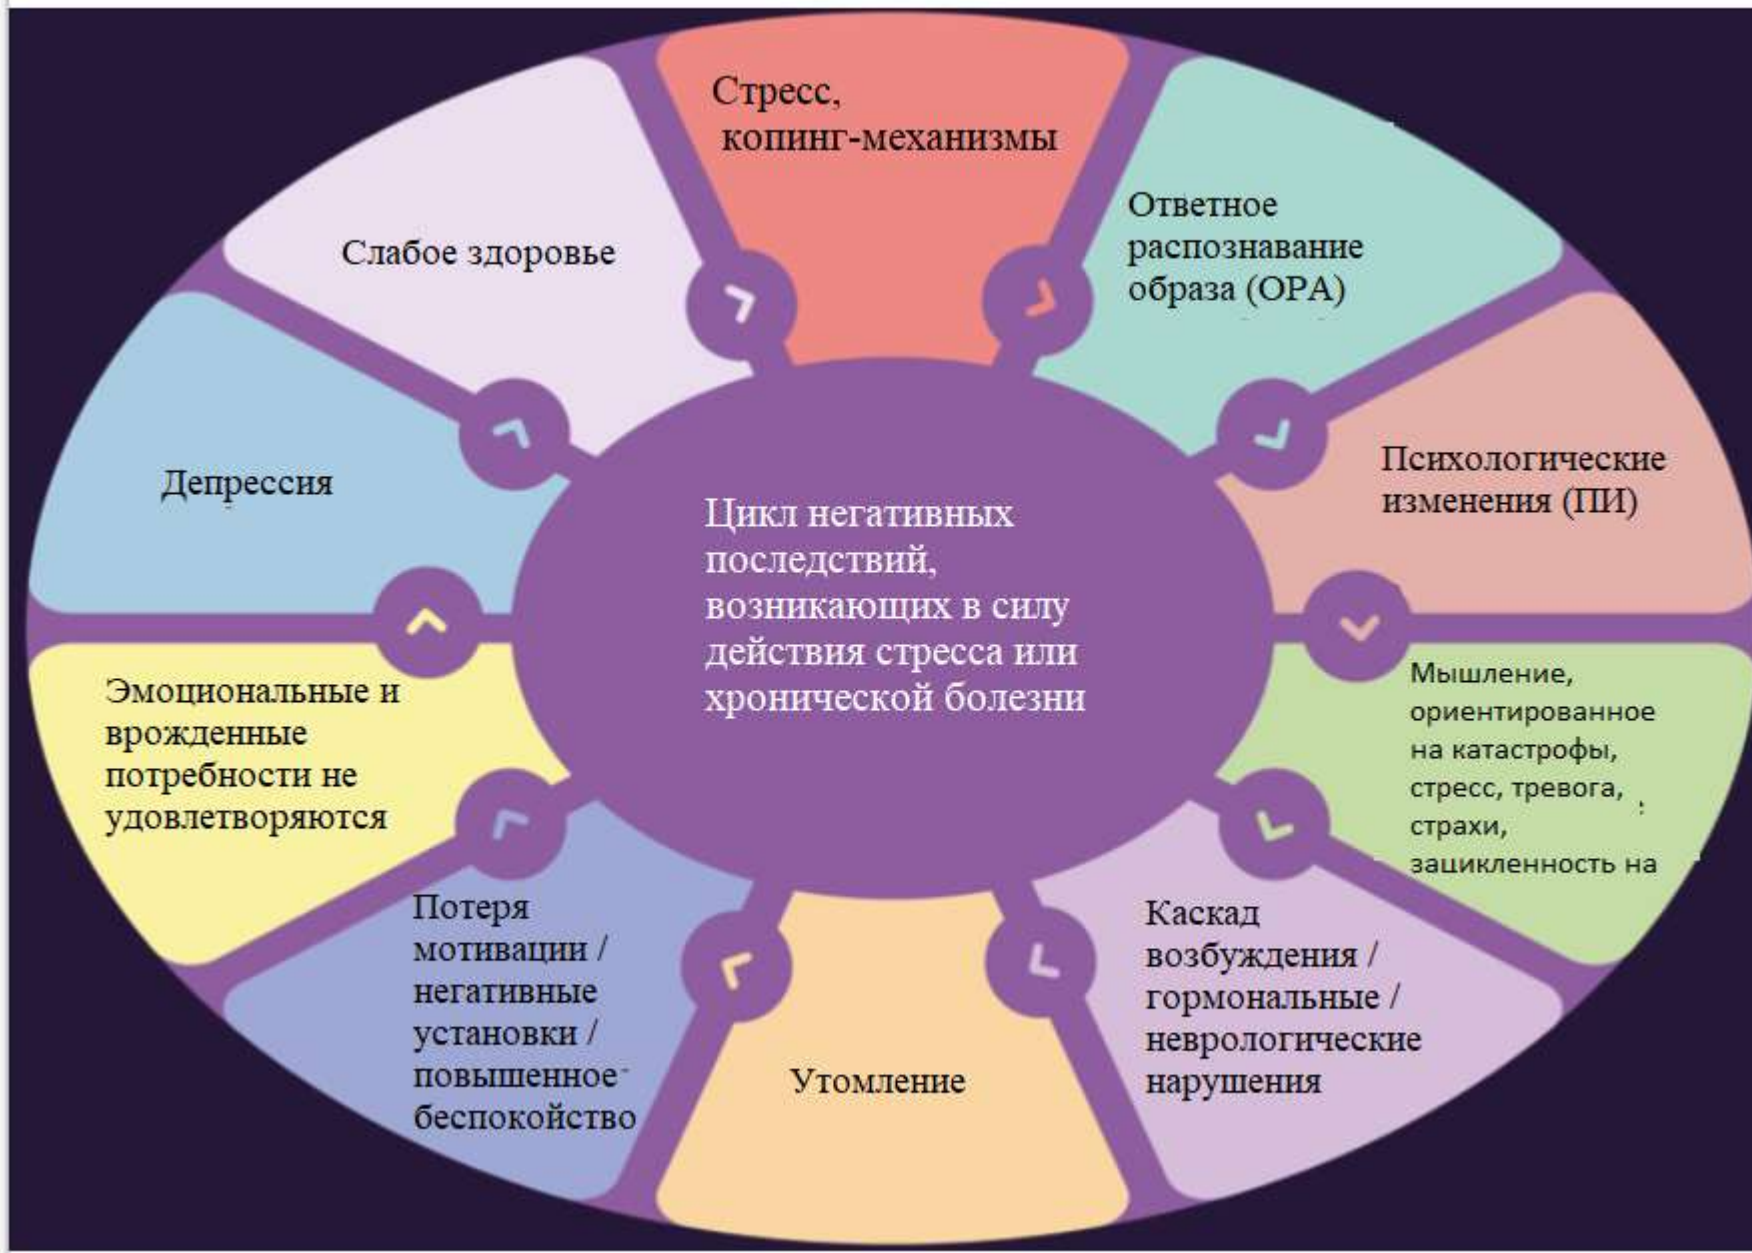 Стресс,
копинг-механизмы
Ответное
распознавание
образа (ОРА)
Психологические
изменения (ПИ)
Мышление,
ориентированное
на катастрофы,
стресс, тревога,
страхи,
зацикленность на
Каскад
возбуждения /
гормональные /
неврологические
нарушения
Утомление
Потеря
мотивации /
негативные
установки /
повышенное
беспокойство
Эмоциональные и
врожденные
потребности не
удовлетворяются
Депрессия
Слабое здоровье
Цикл негативных
последствий,
возникающих в силу
действия стресса или
хронической болезни